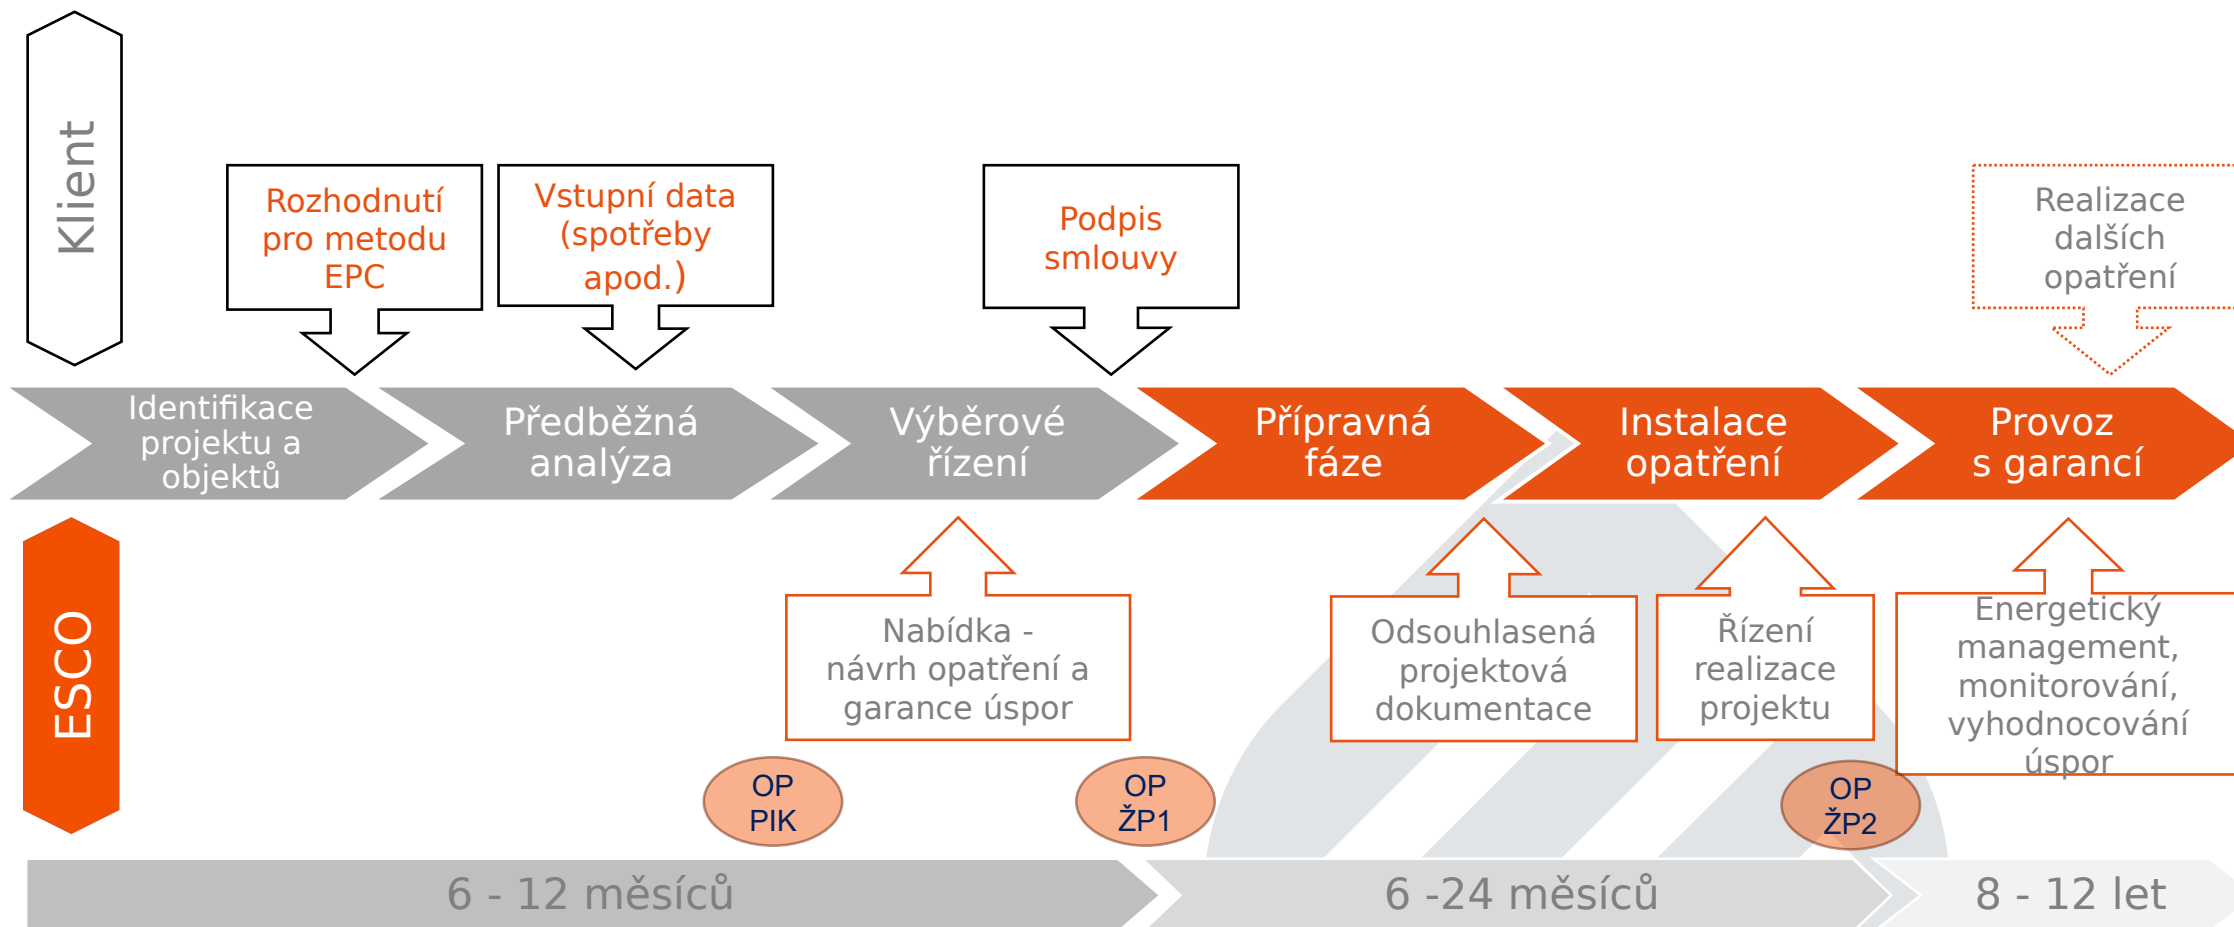 Klient
Rozhodnutí
pro metodu
EPC
Vstupní data
(spotřeby
apod.)
Podpis
smlouvy
Realizace
dalších
opatření
Identifikace
projektu a
objektů
Předběžná
analýza
Výběrové
řízení
Přípravná
fáze
Instalace
opatření
Provoz
s garancí
ESCO
Nabídka -
návrh opatření a
garance úspor
Odsouhlasená
projektová
dokumentace
Řízení
realizace
projektu
Energetický
management,
monitorování,
vyhodnocování
úspor
OP
PIK
OP
ŽP1
OP
ŽP2
6 - 12 měsíců
6 -24 měsíců
8 - 12 let